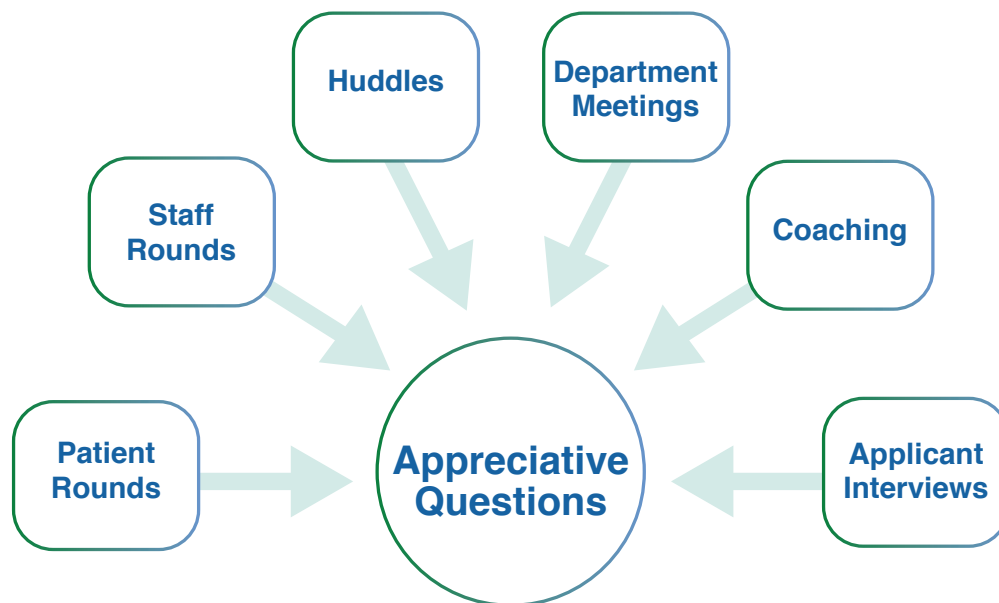 Huddles
Department
Meetings
Staff
Rounds
Coaching
Patient
Rounds
Appreciative
Questions
Applicant
Interviews